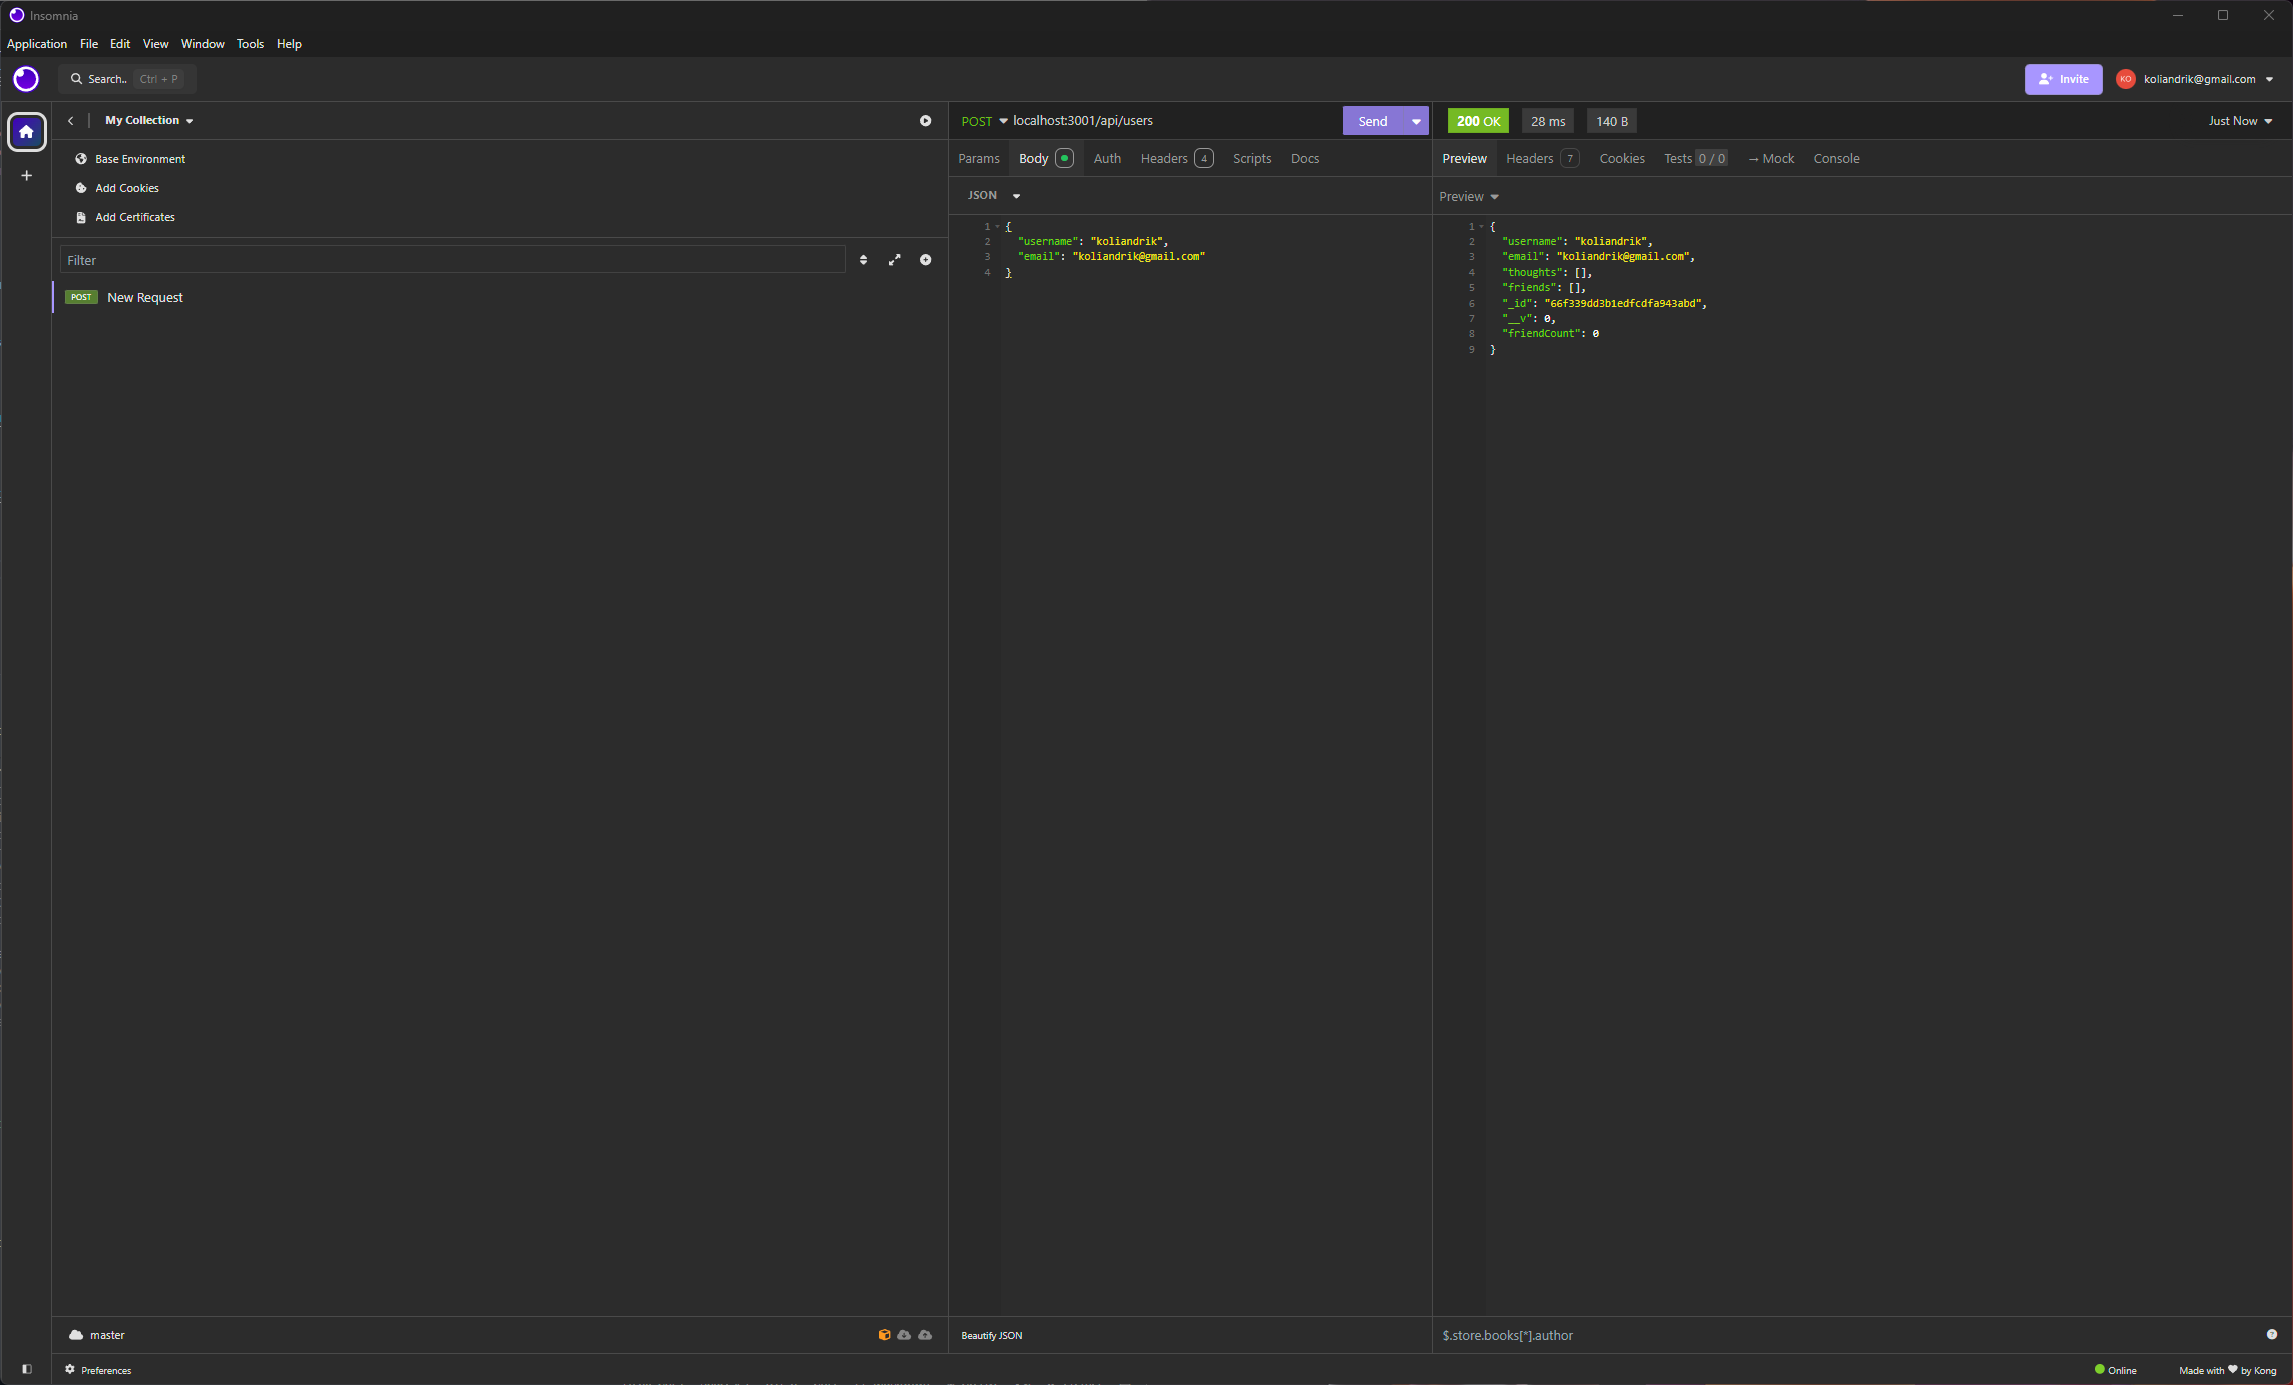 Insomnia
Application File Edit View Window Tools Help
Search.. Ctrl + P
Invite
KO koliandrik@gmail.com
My Collection
POST localhost:3001/api/users
Send
200 OK 28 ms 140 B
Just Now
Base Environment
Add Cookies
Add Certificates
Params Body Auth Headers 4 Scripts Docs
Preview Headers 7 Cookies Tests 0 / 0 → Mock Console
JSON
Preview
Filter
POST New Request
1 {
2 "username": "koliandrik",
3 "email": "koliandrik@gmail.com"
4 }
1 {
2 "username": "koliandrik",
3 "email": "koliandrik@gmail.com",
4 "thoughts": [],
5 "friends": [],
6 "_id": "66f339dd3b1edfcdfa943abd",
7 "__v": 0,
8 "friendCount": 0
9 }
master
Beautify JSON
$.store.books[*].author
Preferences
Online
Made with ♥ by Kong